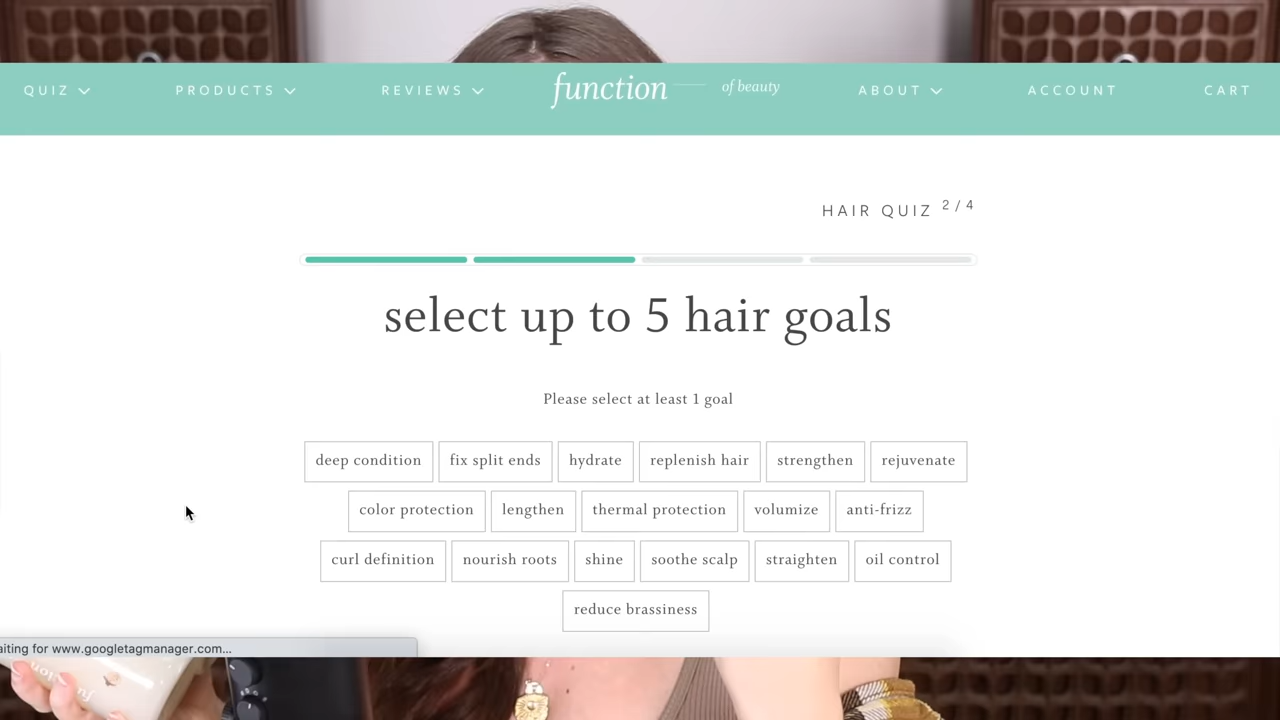 QUIZ PRODUCTS REVIEWS function of beauty ABOUT ACCOUNT CART
HAIR QUIZ 2 / 4
select up to 5 hair goals
Please select at least 1 goal
deep condition fix split ends hydrate replenish hair strengthen rejuvenate
color protection lengthen thermal protection volumize anti-frizz
curl definition nourish roots shine soothe scalp straighten oil control
reduce brassiness
aiting for www.googletagmanager.com...